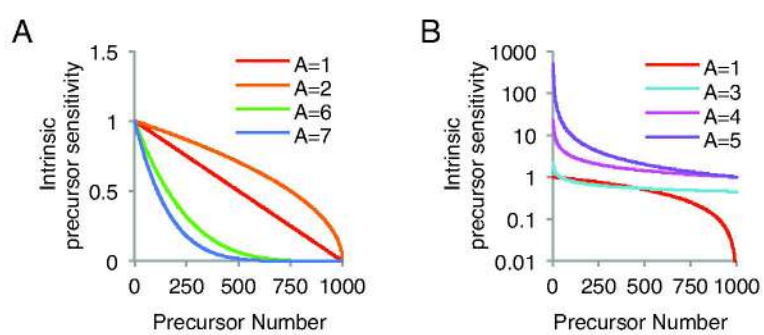 A
B
Intrinsic
precursor sensitivity
1.5
1
0.5
0
0 250 500 750 1000
Precursor Number
A=1
A=2
A=6
A=7
Intrinsic
precursor sensitivity
1000
100
10
1
0.1
0.01
0 250 500 750 1000
Precursor Number
A=1
A=3
A=4
A=5